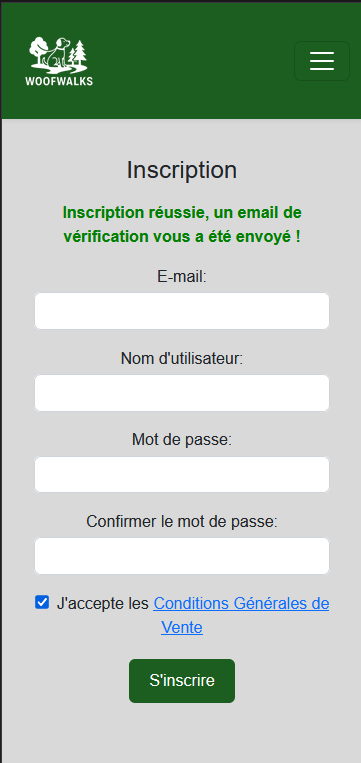 WOOFWALKS
Inscription
Inscription réussie, un email de
vérification vous a été envoyé !
E-mail:
Nom d'utilisateur:
Mot de passe:
Confirmer le mot de passe:
J'accepte les Conditions Générales de
Vente
S'inscrire